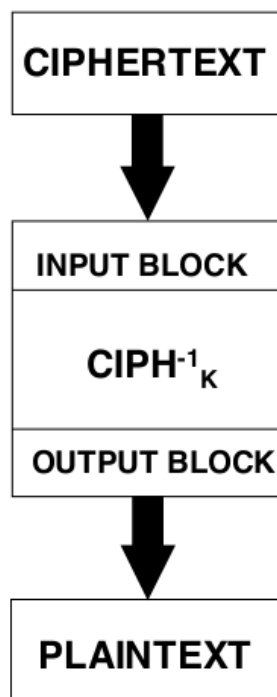 CIPHERTEXT
INPUT BLOCK
CIPH⁻¹ₖ
OUTPUT BLOCK
PLAINTEXT